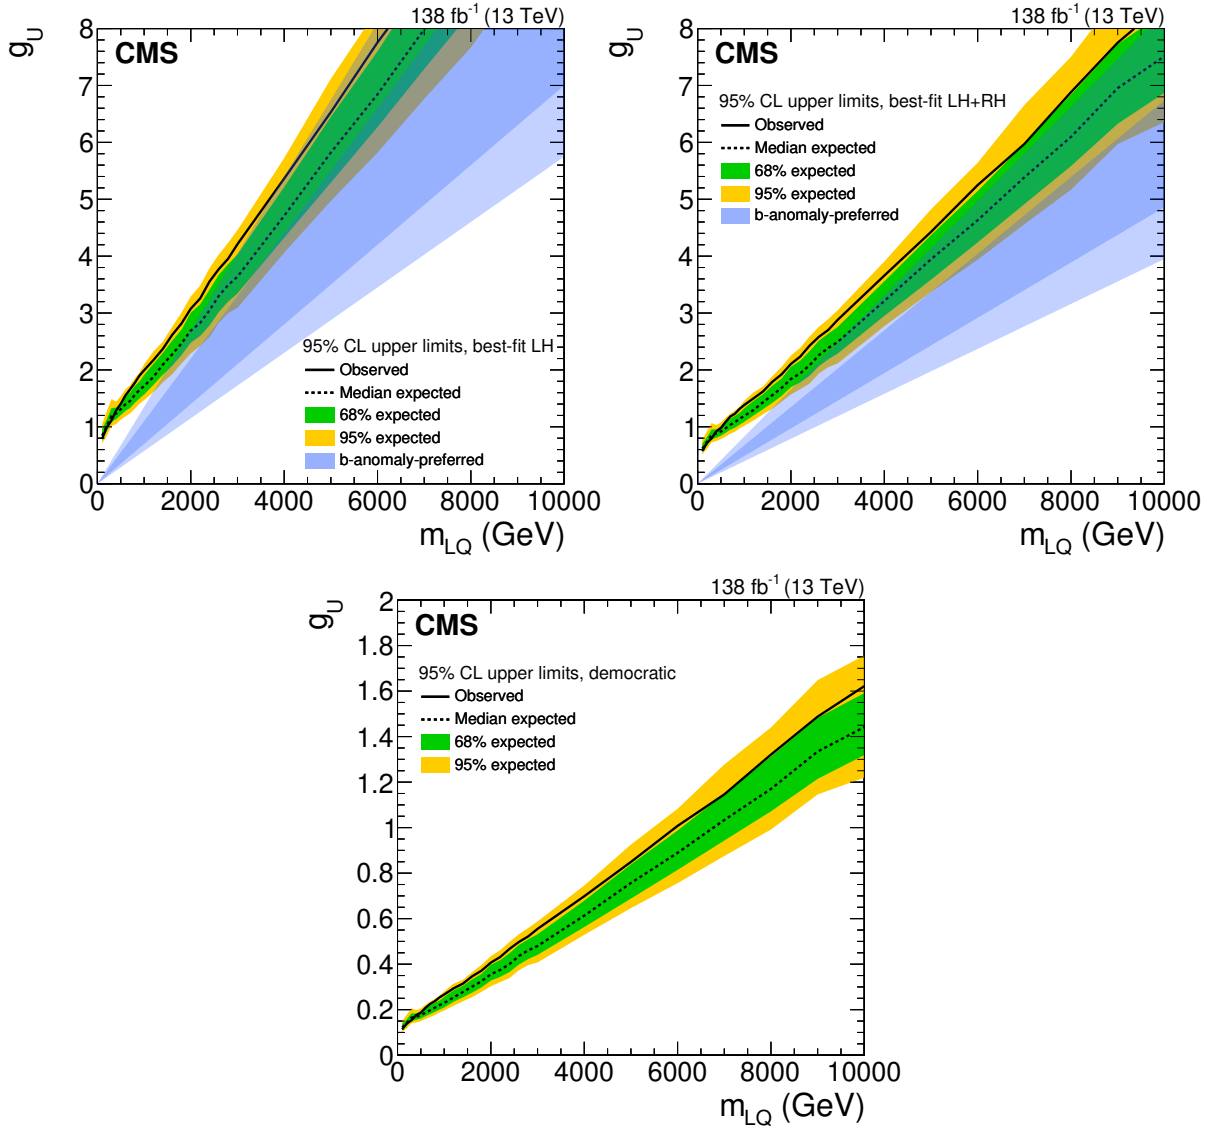 138 fb⁻¹ (13 TeV)
g_U
8
7
6
5
4
3
2
1
0
CMS
95% CL upper limits, best-fit LH
Observed
Median expected
68% expected
95% expected
b-anomaly-preferred
0 2000 4000 6000 8000 10000
m_LQ (GeV)
138 fb⁻¹ (13 TeV)
g_U
8
7
6
5
4
3
2
1
0
CMS
95% CL upper limits, best-fit LH+RH
Observed
Median expected
68% expected
95% expected
b-anomaly-preferred
0 2000 4000 6000 8000 10000
m_LQ (GeV)
138 fb⁻¹ (13 TeV)
g_U
2
1.8
1.6
1.4
1.2
1
0.8
0.6
0.4
0.2
0
CMS
95% CL upper limits, democratic
Observed
Median expected
68% expected
95% expected
0 2000 4000 6000 8000 10000
m_LQ (GeV)